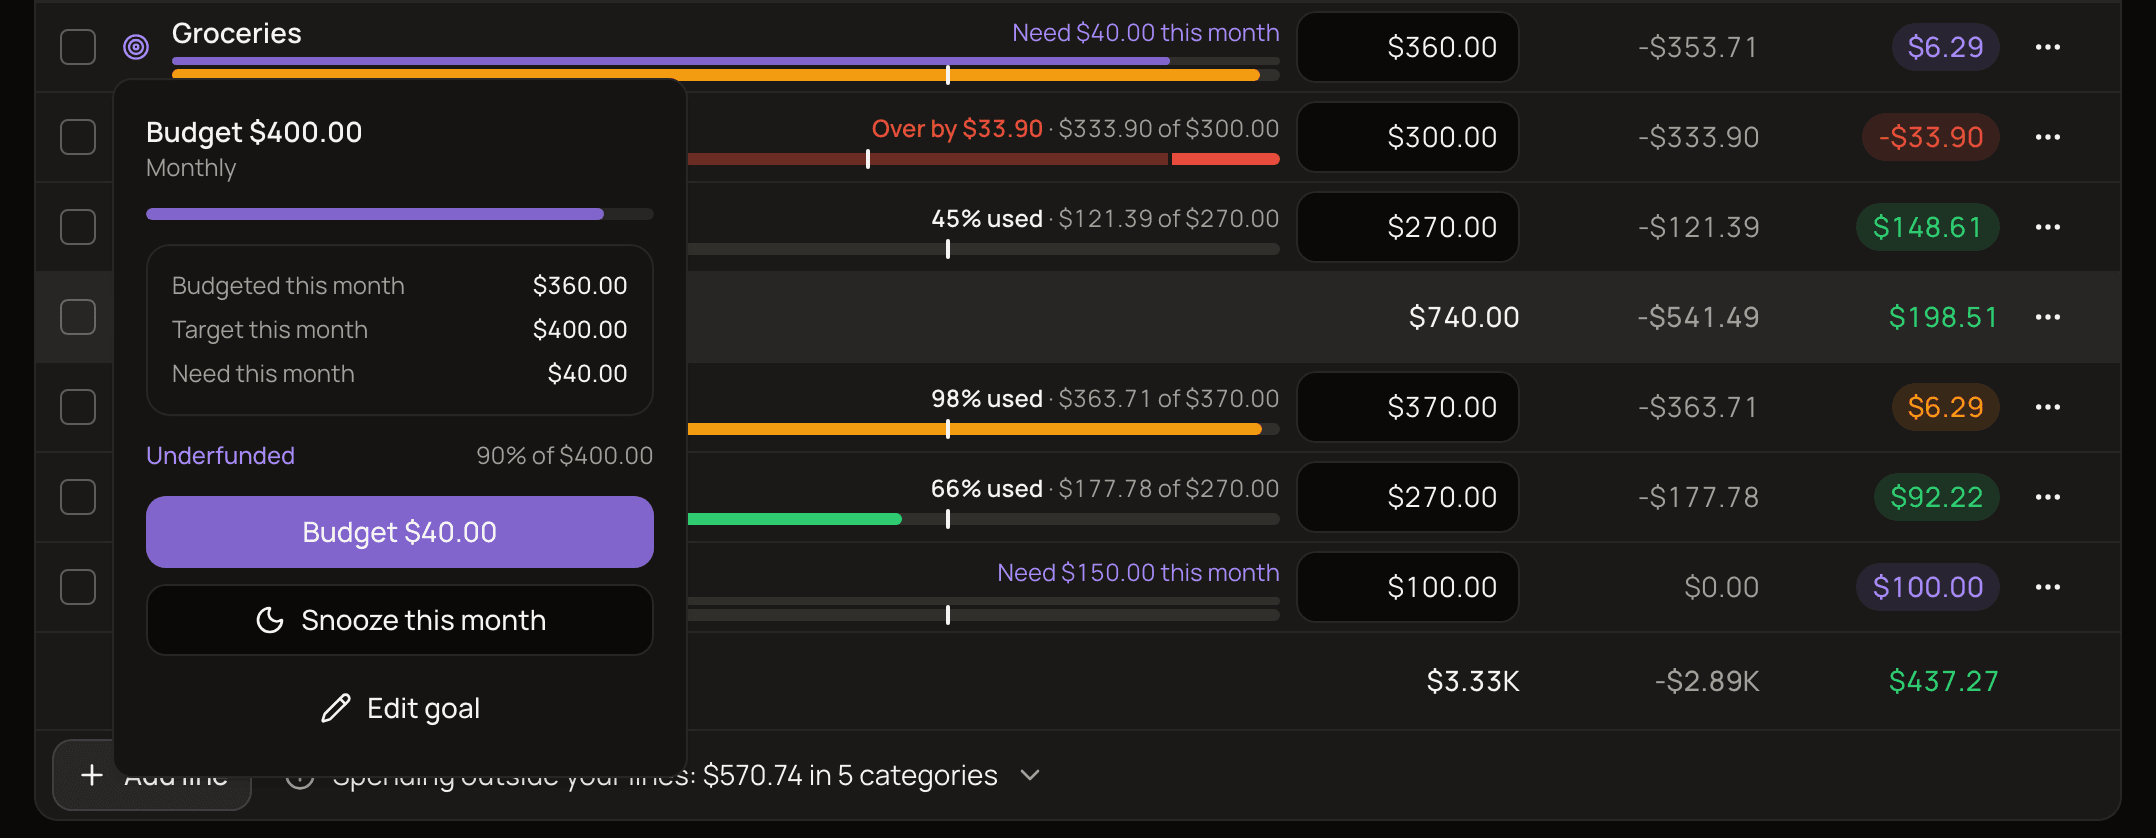 Groceries
Need $40.00 this month
$360.00
-$353.71
$6.29
Budget $400.00
Monthly
Over by $33.90 · $333.90 of $300.00
$300.00
-$333.90
-$33.90
45% used · $121.39 of $270.00
$270.00
-$121.39
$148.61
Budgeted this month $360.00
Target this month $400.00
Need this month $40.00
$740.00
-$541.49
$198.51
98% used · $363.71 of $370.00
$370.00
-$363.71
$6.29
Underfunded 90% of $400.00
66% used · $177.78 of $270.00
$270.00
-$177.78
$92.22
Budget $40.00
Need $150.00 this month
$100.00
$0.00
$100.00
Snooze this month
$3.33K
-$2.89K
$437.27
Edit goal
Add line
Spending outside your lines: $570.74 in 5 categories